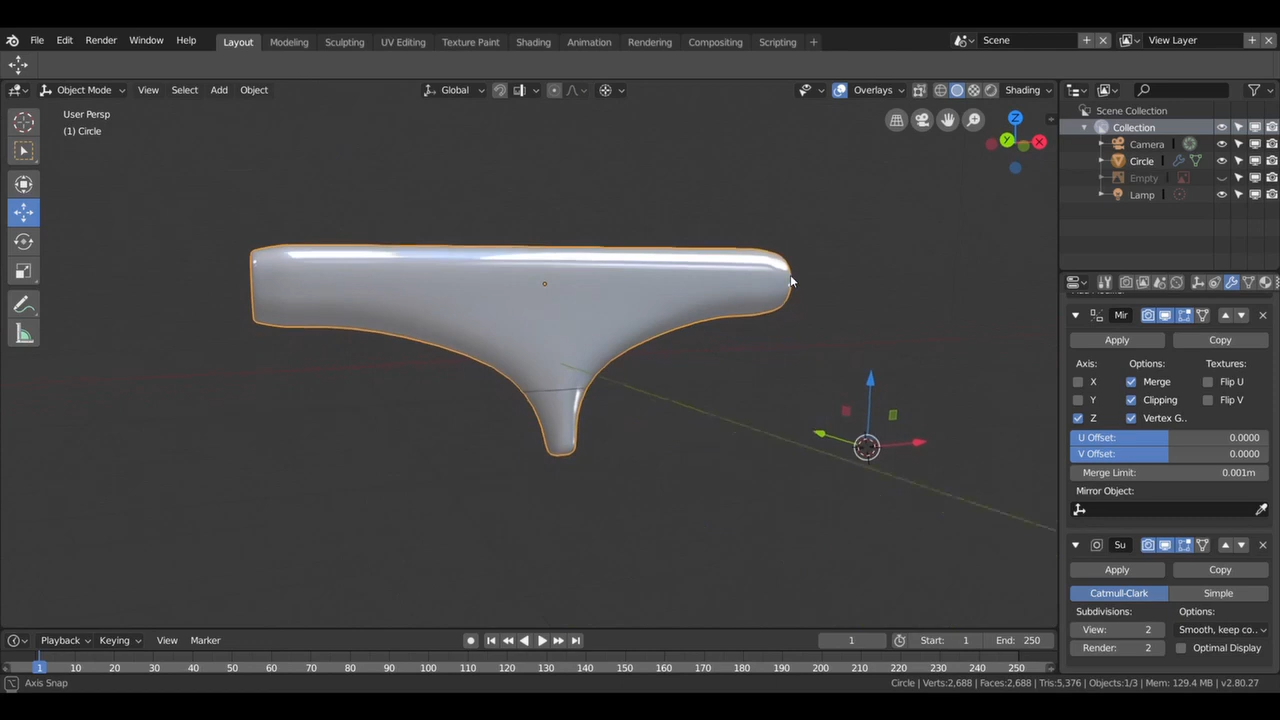 File Edit Render Window Help Layout Modeling Sculpting UV Editing Texture Paint Shading Animation Rendering Compositing Scripting + Scene View Layer
Object Mode View Select Add Object Global Overlays Shading
User Persp
(1) Circle
Z
Y
X
Scene Collection
Collection
Camera
Circle
Empty
Lamp
Mir
Apply Copy
Axis: Options: Textures:
X Merge Flip U
Y Clipping Flip V
Z Vertex G..
U Offset: 0.0000
V Offset: 0.0000
Merge Limit: 0.001m
Mirror Object:
Su
Apply Copy
Catmull-Clark Simple
Subdivisions: Options:
View: 2 Smooth, keep co..
Render: 2 Optimal Display
Playback Keying View Marker 1 Start: 1 End: 250
1 10 20 30 40 50 60 70 80 90 100 110 120 130 140 150 160 170 180 190 200 210 220 230 240 250
Axis Snap Circle | Verts:2,688 | Faces:2,688 | Tris:5,376 | Objects:1/3 | Mem: 129.4 MB | v2.80.27